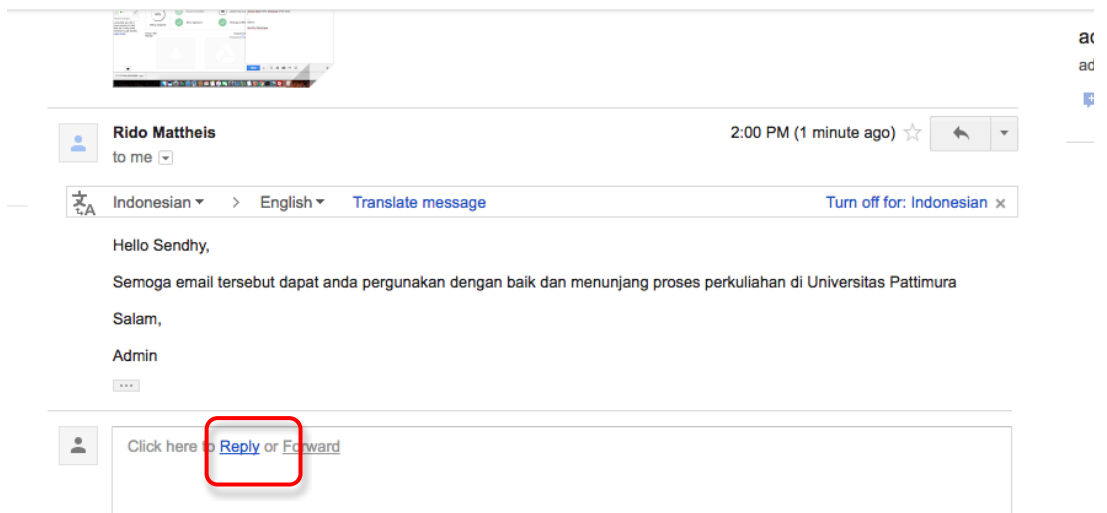 Rido Mattheis
2:00 PM (1 minute ago)
to me
Indonesian > English Translate message Turn off for: Indonesian ×
Hello Sendhy,
Semoga email tersebut dapat anda pergunakan dengan baik dan menunjang proses perkuliahan di Universitas Pattimura
Salam,
Admin
...
Click here to Reply or Forward